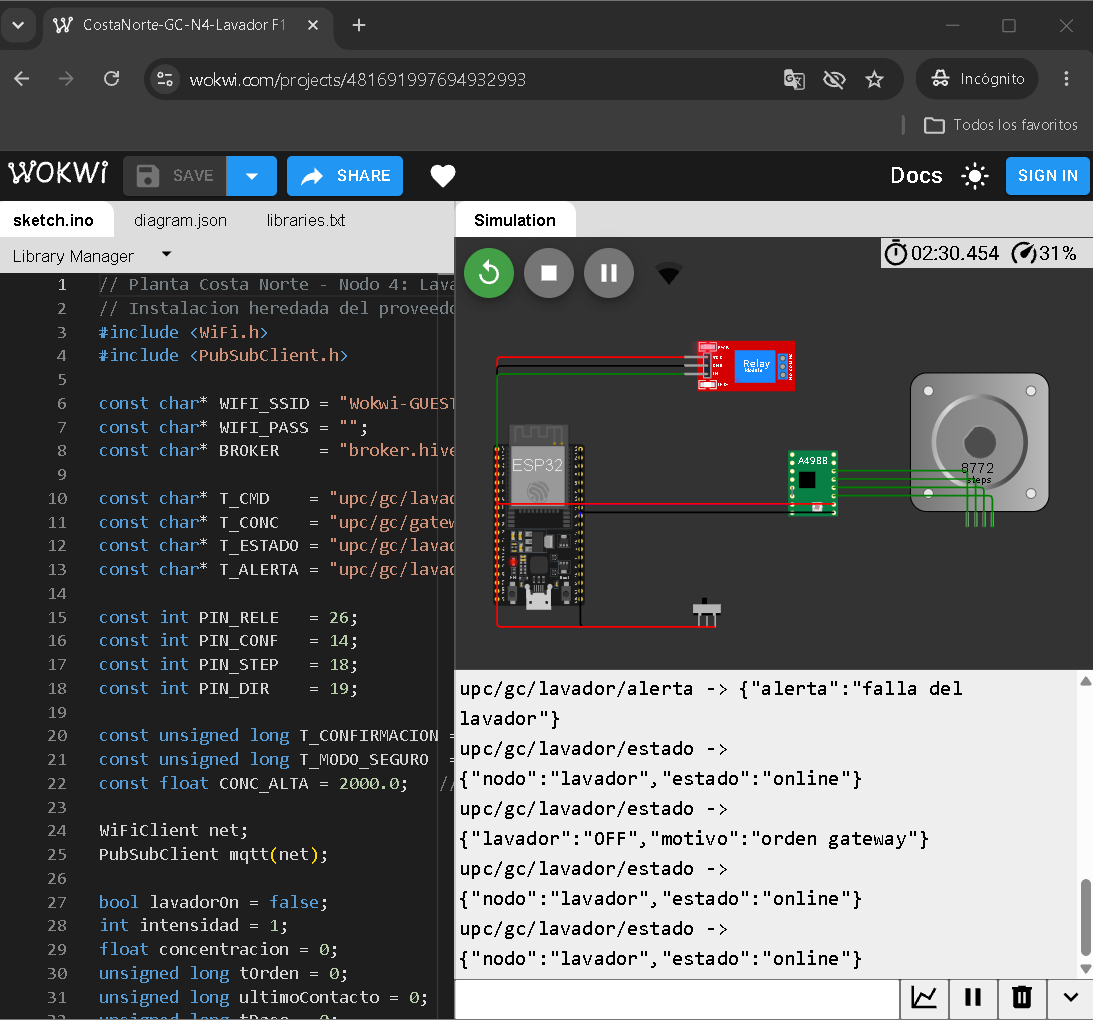 CostaNorte-GC-N4-Lavador F1
wokwi.com/projects/481691997694932993
Incógnito
Todos los favoritos
WOKWI
SAVE
SHARE
Docs
SIGN IN
sketch.ino
diagram.json
libraries.txt
Library Manager
1 // Planta Costa Norte - Nodo 4: Lava
2 // Instalacion heredada del proveedo
3 #include <WiFi.h>
4 #include <PubSubClient.h>
5
6 const char* WIFI_SSID = "Wokwi-GUEST
7 const char* WIFI_PASS = "";
8 const char* BROKER    = "broker.hive
9
10 const char* T_CMD    = "upc/gc/lavad
11 const char* T_CONC   = "upc/gc/gatew
12 const char* T_ESTADO = "upc/gc/lavad
13 const char* T_ALERTA = "upc/gc/lavad
14
15 const int PIN_RELE   = 26;
16 const int PIN_CONF   = 14;
17 const int PIN_STEP   = 18;
18 const int PIN_DIR    = 19;
19
20 const unsigned long T_CONFIRMACION =
21 const unsigned long T_MODO_SEGURO  =
22 const float CONC_ALTA = 2000.0;   //
23
24 WiFiClient net;
25 PubSubClient mqtt(net);
26
27 bool lavadorOn = false;
28 int intensidad = 1;
29 float concentracion = 0;
30 unsigned long tOrden = 0;
31 unsigned long ultimoContacto = 0;
Simulation
02:30.454
31%
Relay
Module
ESP32
A4988
8772
steps
upc/gc/lavador/alerta -> {"alerta":"falla del
lavador"}
upc/gc/lavador/estado ->
{"nodo":"lavador","estado":"online"}
upc/gc/lavador/estado ->
{"lavador":"OFF","motivo":"orden gateway"}
upc/gc/lavador/estado ->
{"nodo":"lavador","estado":"online"}
upc/gc/lavador/estado ->
{"nodo":"lavador","estado":"online"}